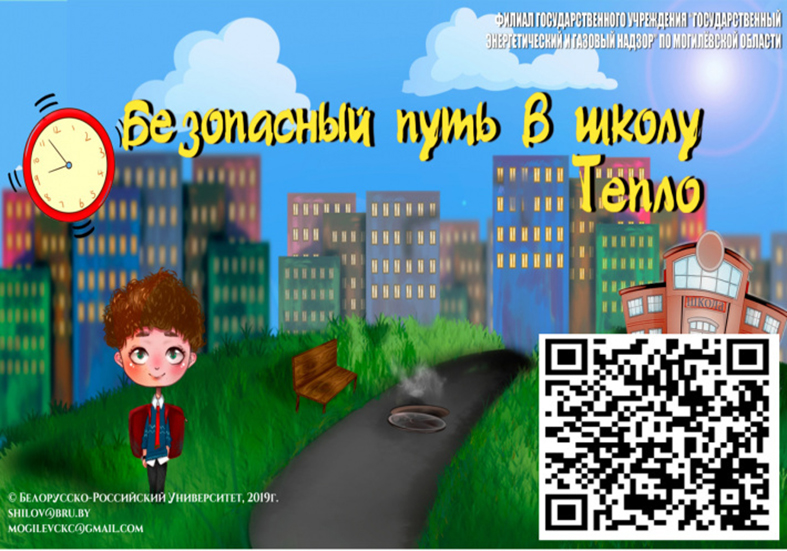 ФИЛИАЛ ГОСУДАРСТВЕННОГО УЧРЕЖДЕНИЯ "ГОСУДАРСТВЕННЫЙ
ЭНЕРГЕТИЧЕСКИЙ И ГАЗОВЫЙ НАДЗОР" ПО МОГИЛЕВСКОЙ ОБЛАСТИ
Безопасный путь в школу
Тепло
ШКОЛА
© Белорусско-Российский Университет, 2019г.
SHILOV@BRU.BY
MOGILEVCKC@GMAIL.COM